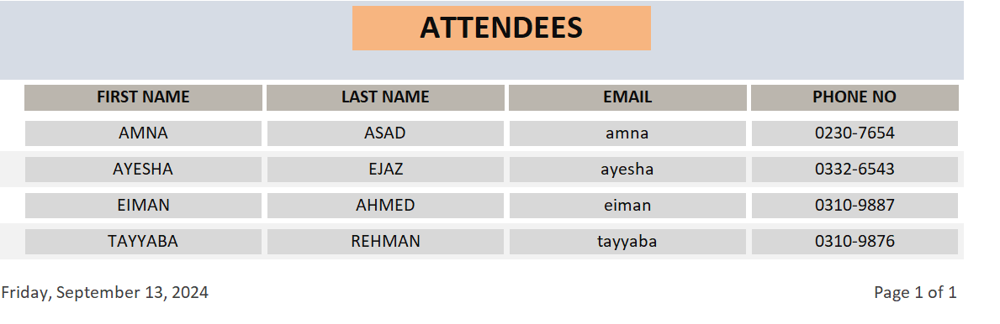 ATTENDEES
FIRST NAME LAST NAME EMAIL PHONE NO
AMNA ASAD amna 0230-7654
AYESHA EJAZ ayesha 0332-6543
EIMAN AHMED eiman 0310-9887
TAYYABA REHMAN tayyaba 0310-9876
Friday, September 13, 2024 Page 1 of 1